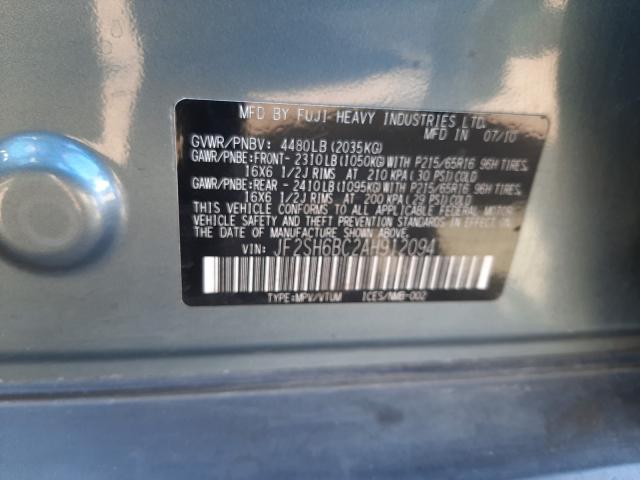 MFD BY FUJI HEAVY INDUSTRIES LTD.
MFD IN 07/10
GVWR/PNBV: 4480LB(2035KG)
GAWR/PNBE:FRONT- 2310LB(1050KG)WITH P215/65R16 96H TIRES,
16X6 1/2J RIMS AT 210 KPA(30 PSI)COLD
GAWR/PNBE:REAR - 2410LB(1095KG)WITH P215/65R16 96H TIRES,
16X6 1/2J RIMS AT 200 KPA(29 PSI)COLD
THIS VEHICLE CONFORMS TO ALL APPLICABLE FEDERAL MOTOR
VEHICLE SAFETY AND THEFT PREVENTION STANDARDS IN EFFECT ON
THE DATE OF MANUFACTURE SHOWN ABOVE.
VIN: JF2SH6BC2AH912094
TYPE:MPV/VTUM ICES/NMB-002